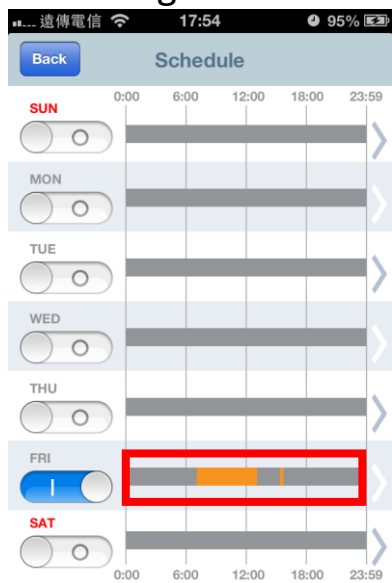 遠傳電信 17:54 95%
Back Schedule
0:00 6:00 12:00 18:00 23:59
SUN
MON
TUE
WED
THU
FRI
SAT
0:00 6:00 12:00 18:00 23:59